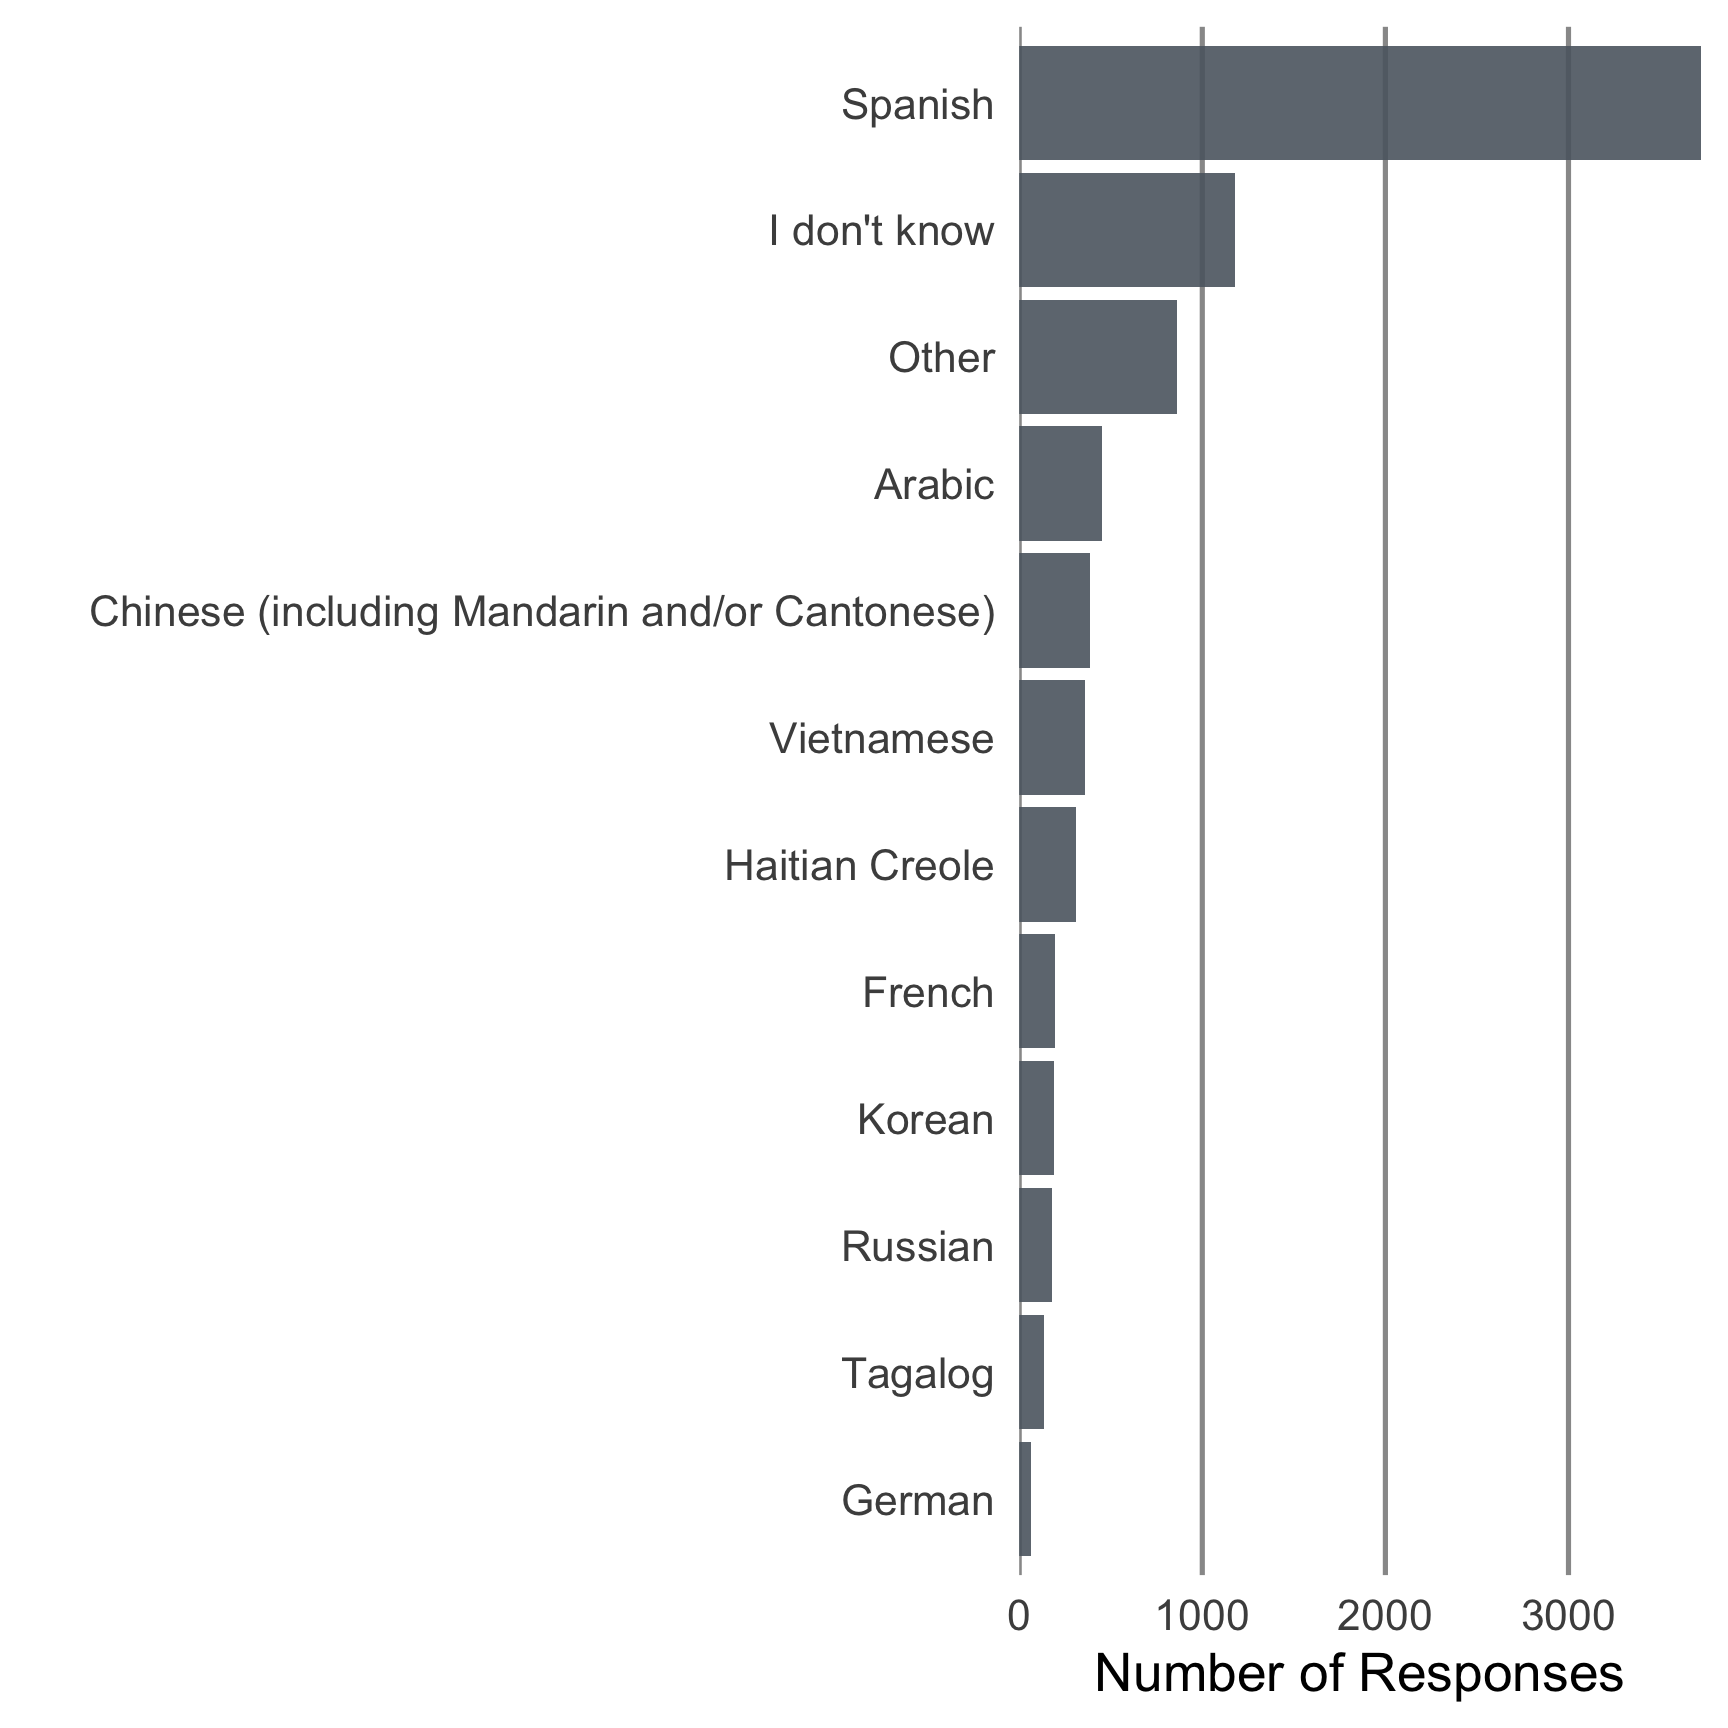 Spanish
I don't know
Other
Arabic
Chinese (including Mandarin and/or Cantonese)
Vietnamese
Haitian Creole
French
Korean
Russian
Tagalog
German
0 1000 2000 3000
Number of Responses